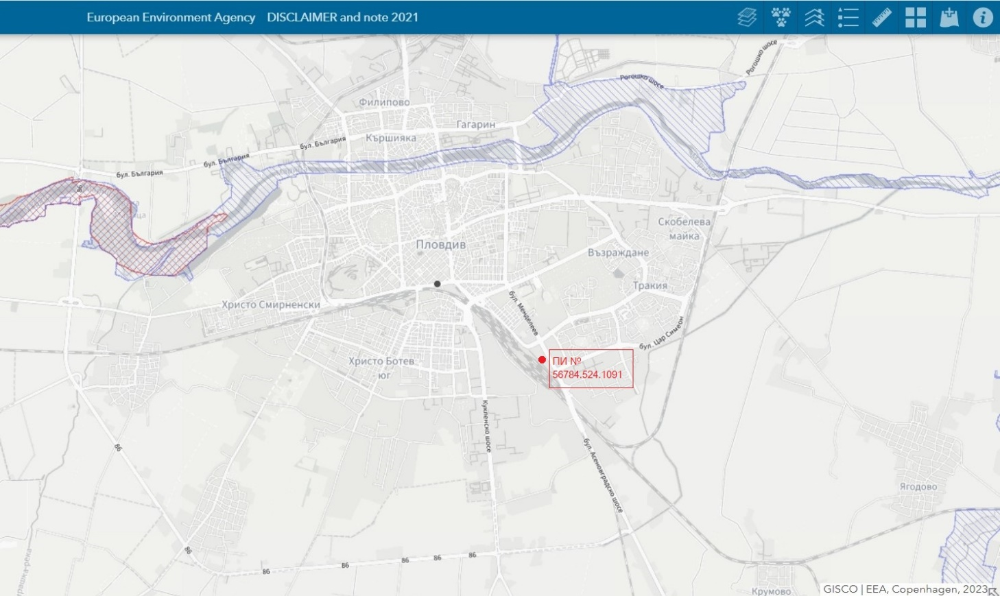 European Environment Agency DISCLAIMER and note 2021
Рогошко шосе
Рогошко шосе
Филипово
Гагарин
Кършияка
бул. България
бул. България
бул. България
86
Скобелева
майка
Пловдив
Възраждане
Тракия
Христо Смирненски
бул. Менделеев
бул. Цар Симеон
Христо Ботев
юг
ПИ №
56784.524.1091
Кукленско шосе
86
бул. Асеновградско шосе
Ягодово
86
86
86
86
86
86
Крумово
GISCO | EEA, Copenhagen, 2023